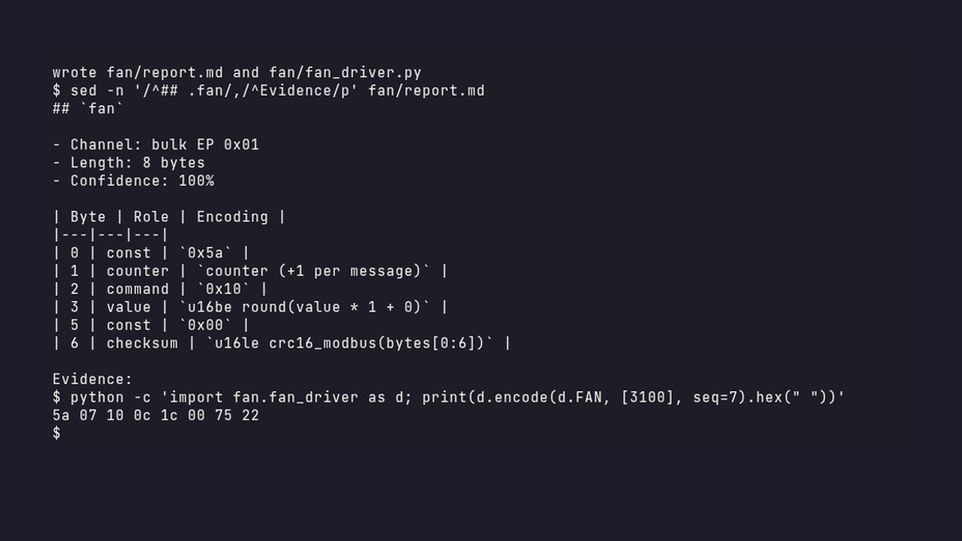 wrote fan/report.md and fan/fan_driver.py
$ sed -n '/^## .fan/,/^Evidence/p' fan/report.md
## `fan`
- Channel: bulk EP 0x01
- Length: 8 bytes
- Confidence: 100%
| Byte | Role | Encoding |
|---|---|---|
| 0 | const | `0x5a` |
| 1 | counter | `counter (+1 per message)` |
| 2 | command | `0x10` |
| 3 | value | `u16be round(value * 1 + 0)` |
| 5 | const | `0x00` |
| 6 | checksum | `u16le crc16_modbus(bytes[0:6])` |
Evidence:
$ python -c 'import fan.fan_driver as d; print(d.encode(d.FAN, [3100], seq=7).hex(" "))'
5a 07 10 0c 1c 00 75 22
$